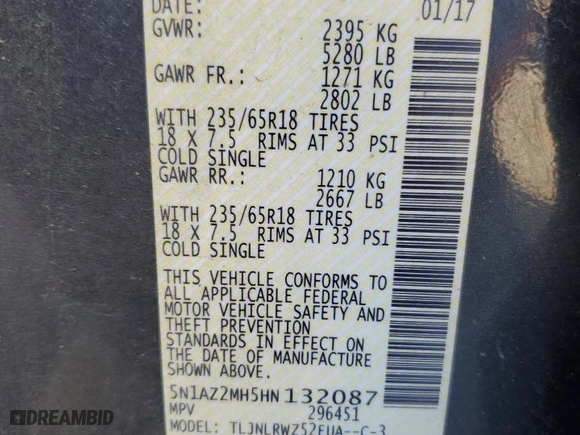 DATE: 01/17
GVWR: 2395 KG
5280 LB
GAWR FR.: 1271 KG
2802 LB
WITH 235/65R18 TIRES
18 X 7.5 RIMS AT 33 PSI
COLD SINGLE
GAWR RR.: 1210 KG
2667 LB
WITH 235/65R18 TIRES
18 X 7.5 RIMS AT 33 PSI
COLD SINGLE
THIS VEHICLE CONFORMS TO
ALL APPLICABLE FEDERAL
MOTOR VEHICLE SAFETY AND
THEFT PREVENTION
STANDARDS IN EFFECT ON
THE DATE OF MANUFACTURE
5N1AZ2MH5HN132087
MPV 296451
MODEL: TLJNLRWZ52EUA--C-3
DREAMBID